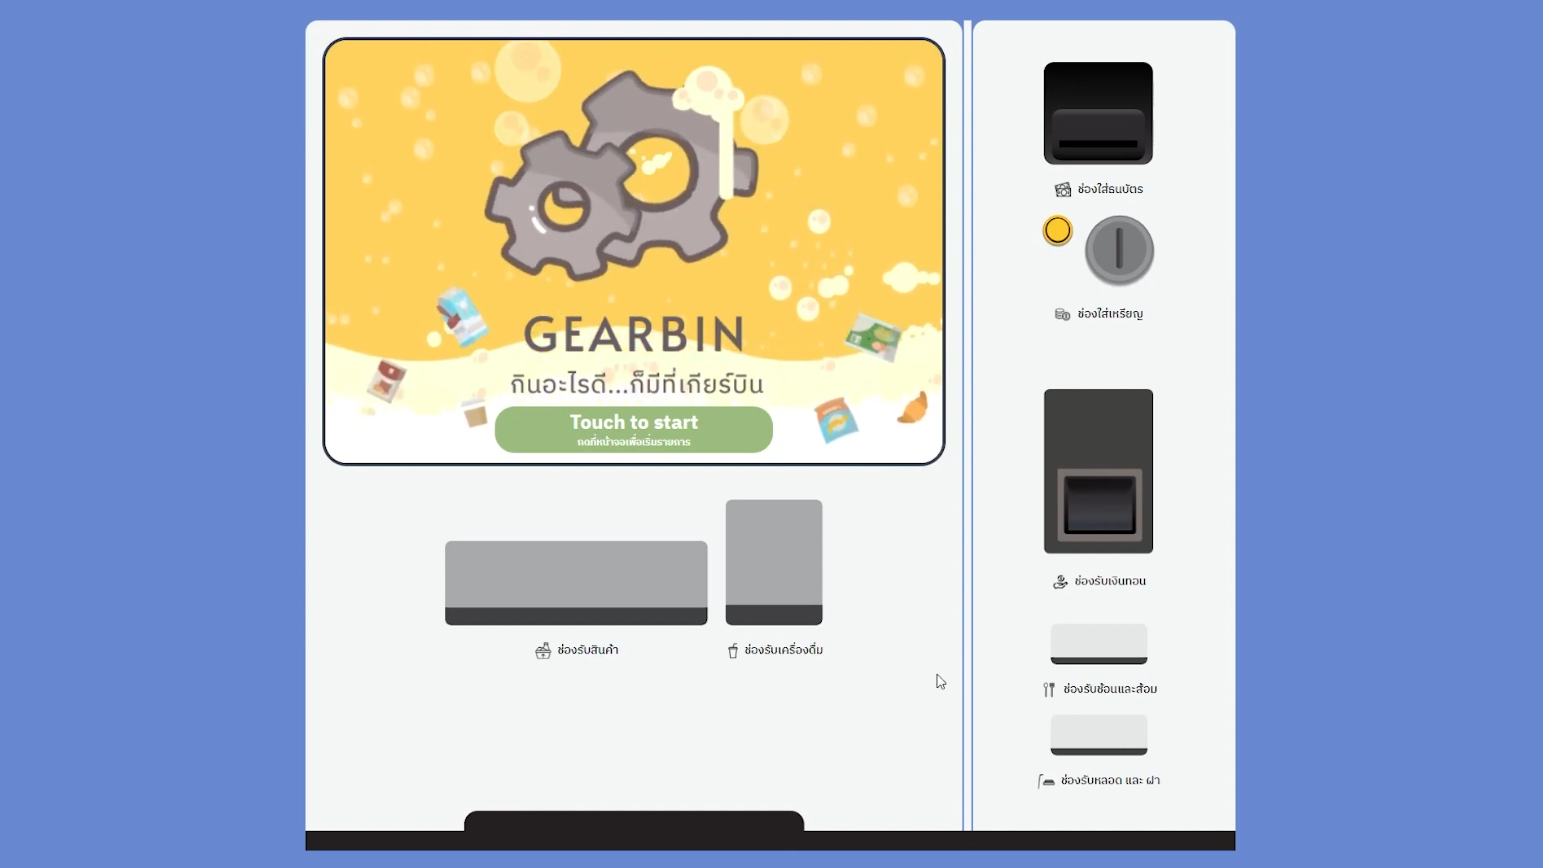 GEARBIN
กินอะไรดี...ก็มีที่เกียร์บิน
Touch to start
กดที่หน้าจอเพื่อเริ่มรายการ
ช่องรับสินค้า
ช่องรับเครื่องดื่ม
ช่องใส่ธนบัตร
ช่องใส่เหรียญ
ช่องรับเงินทอน
ช่องรับช้อนและส้อม
ช่องรับหลอด และ ฝา